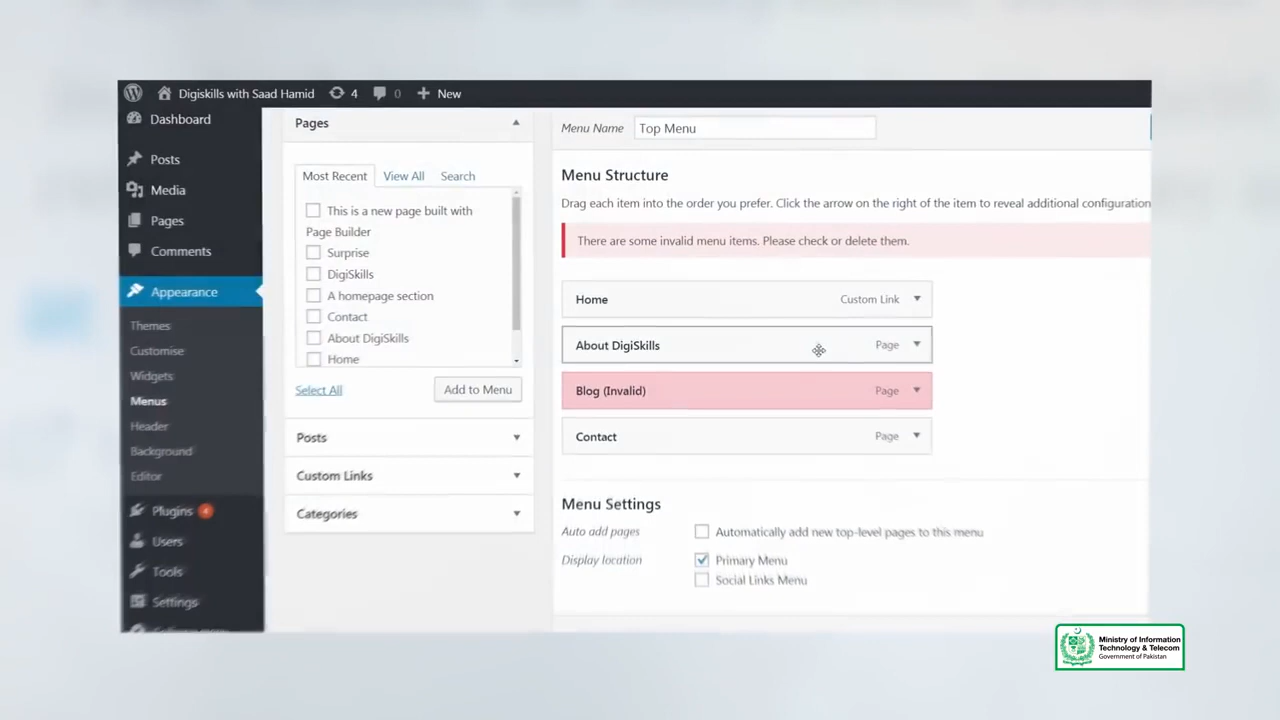 Digiskills with Saad Hamid 4 0 New
Dashboard
Posts
Media
Pages
Comments
Appearance
Themes
Customise
Widgets
Menus
Header
Background
Editor
Plugins 4
Users
Tools
Settings
Pages
Most Recent View All Search
This is a new page built with
Page Builder
Surprise
DigiSkills
A homepage section
Contact
About DigiSkills
Home
Select All Add to Menu
Posts
Custom Links
Categories
Menu Name Top Menu
Menu Structure
Drag each item into the order you prefer. Click the arrow on the right of the item to reveal additional configuration
There are some invalid menu items. Please check or delete them.
Home Custom Link
About DigiSkills Page
Blog (Invalid) Page
Contact Page
Menu Settings
Auto add pages Automatically add new top-level pages to this menu
Display location Primary Menu
Social Links Menu
Ministry of Information
Technology & Telecom
Government of Pakistan